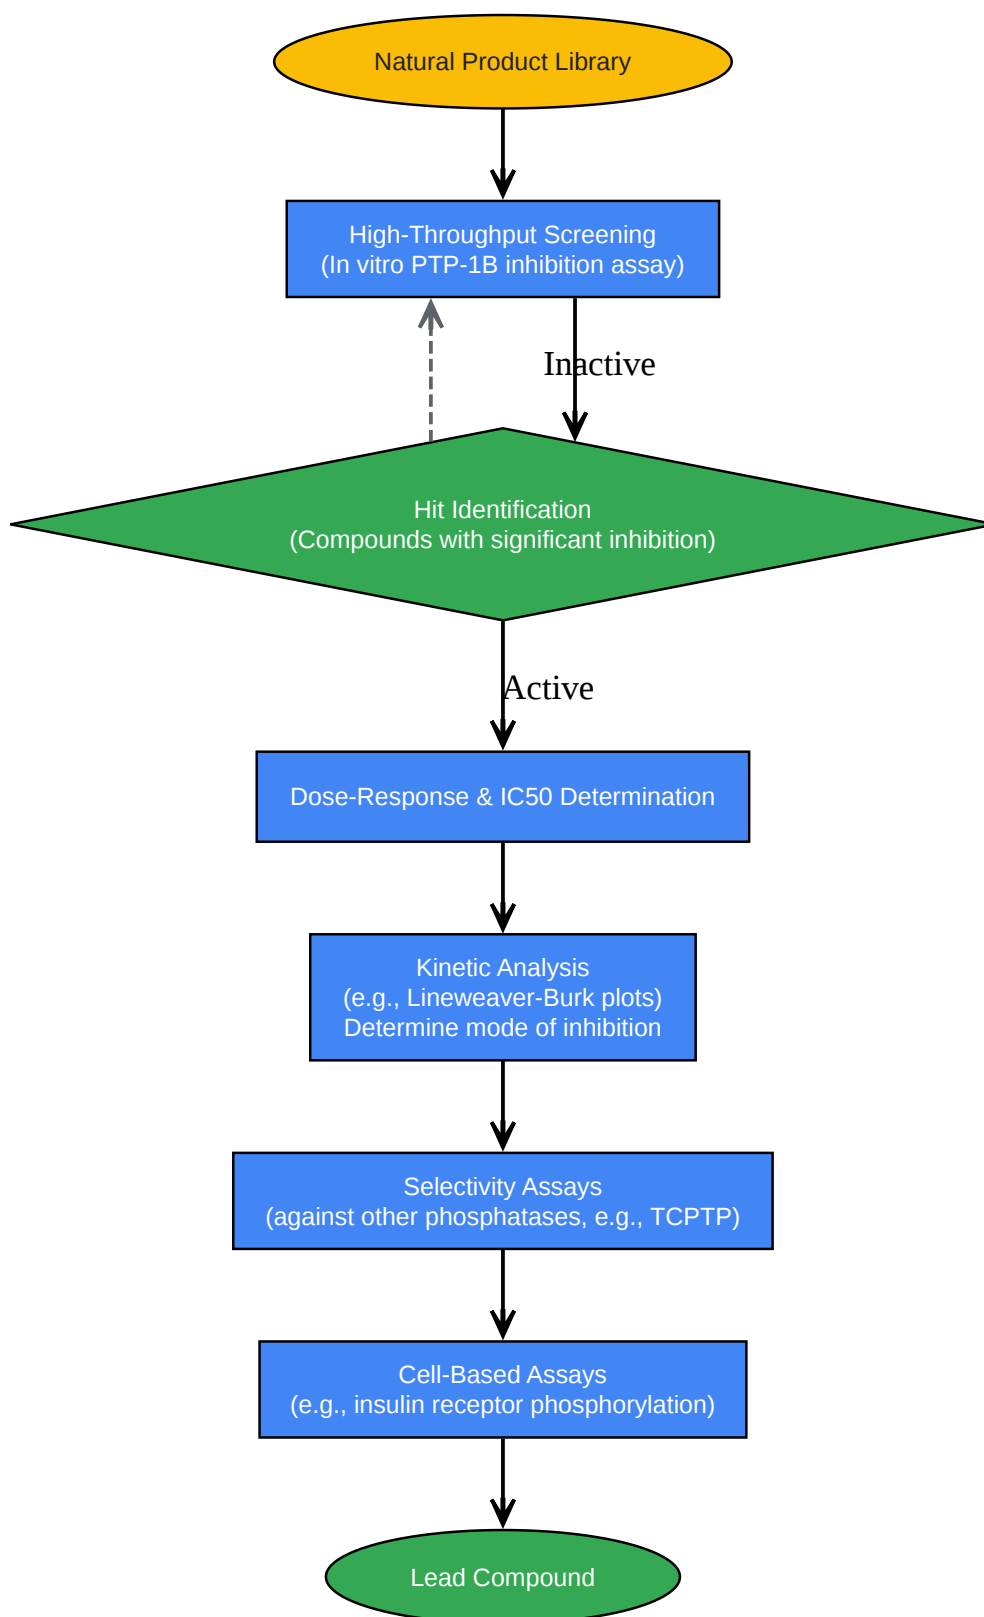 Natural Product Library
High-Throughput Screening
(In vitro PTP-1B inhibition assay)
Inactive
Hit Identification
(Compounds with significant inhibition)
Active
Dose-Response & IC50 Determination
Kinetic Analysis
(e.g., Lineweaver-Burk plots)
Determine mode of inhibition
Selectivity Assays
(against other phosphatases, e.g., TCPTP)
Cell-Based Assays
(e.g., insulin receptor phosphorylation)
Lead Compound